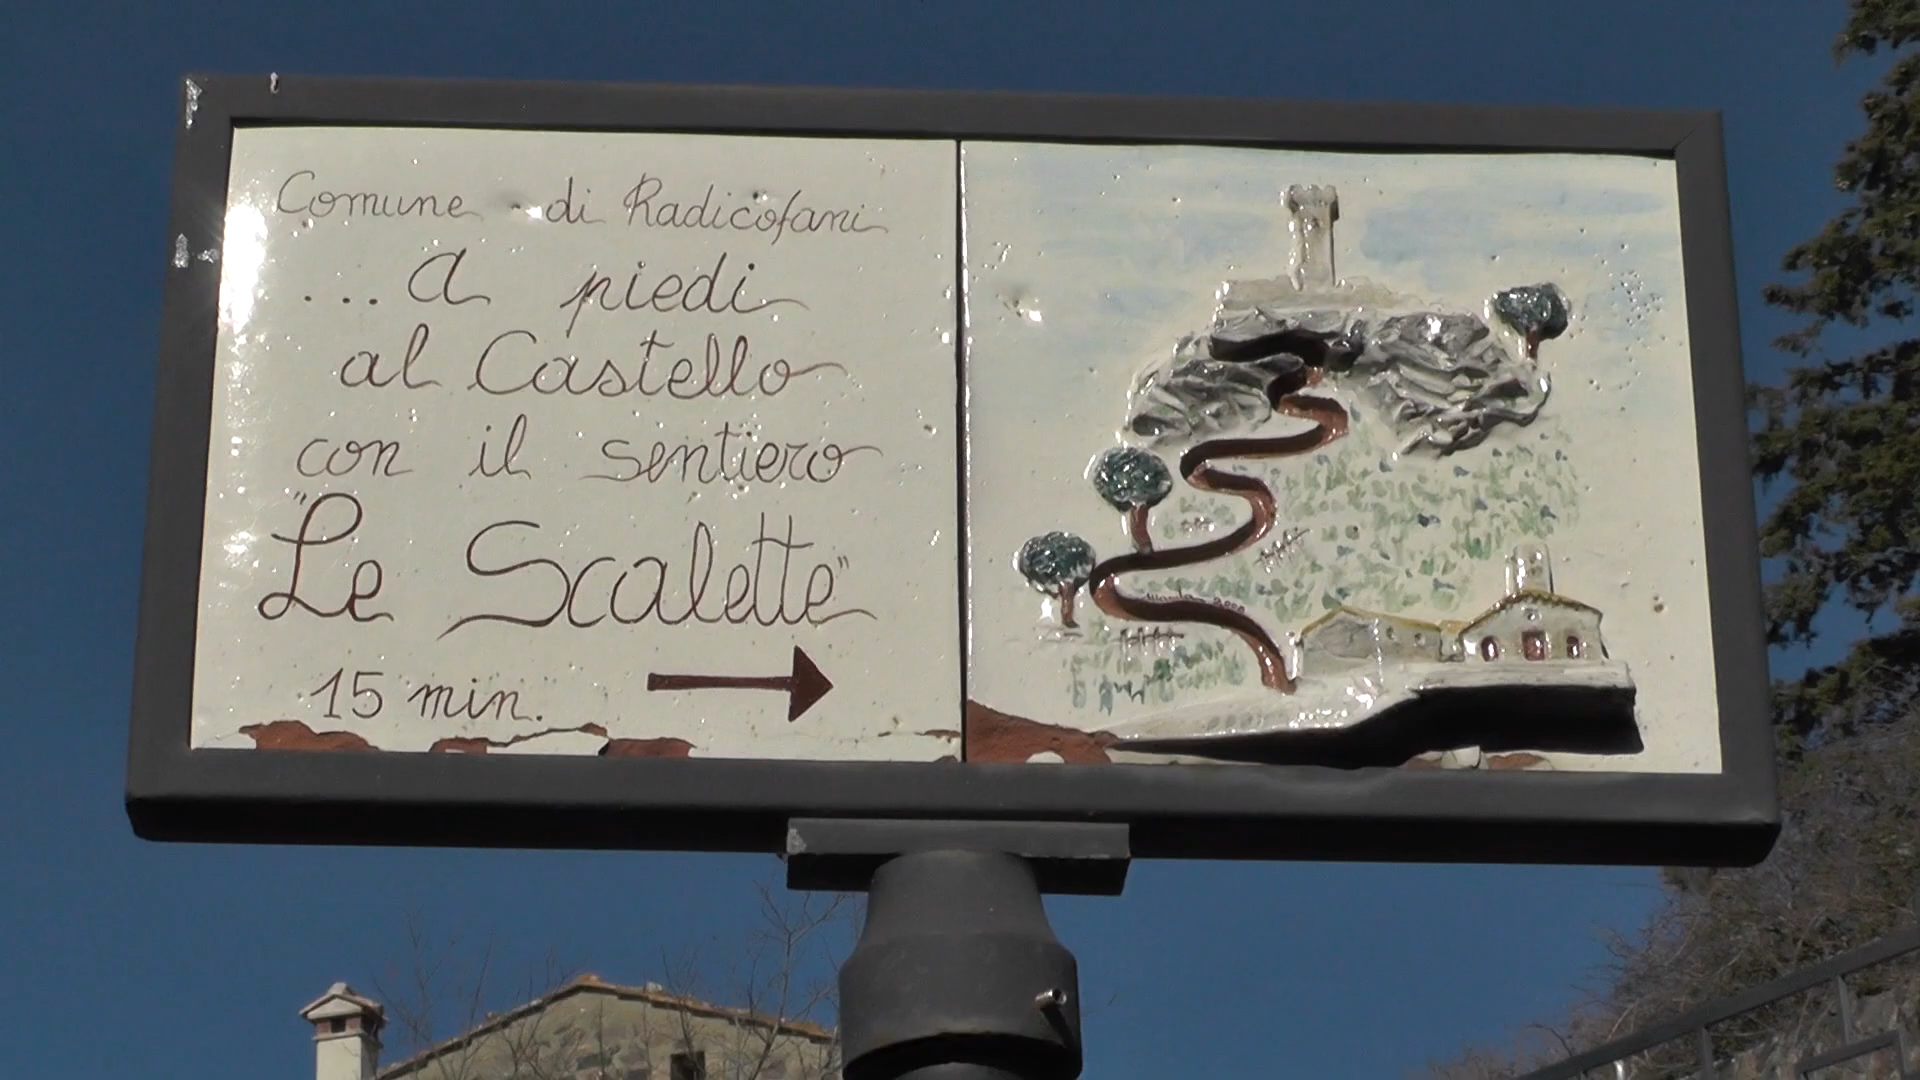 Comune di Radicofani
... a piedi
al Castello
con il sentiero
"Le Scalette"
15 min.